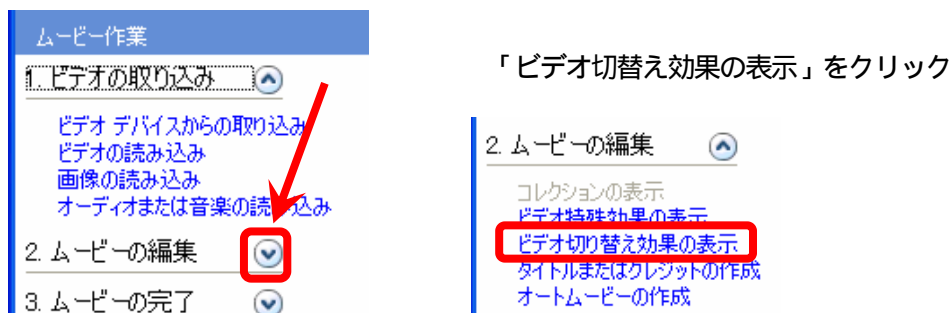 ムービー作業
1. ビデオの取り込み
ビデオ デバイスからの取り込み
ビデオの読み込み
画像の読み込み
オーディオまたは音楽の読み込み
2. ムービーの編集
3. ムービーの完了
「ビデオ切替え効果の表示」をクリック
2. ムービーの編集
コレクションの表示
ビデオ特殊効果の表示
ビデオ切り替え効果の表示
タイトルまたはクレジットの作成
オートムービーの作成